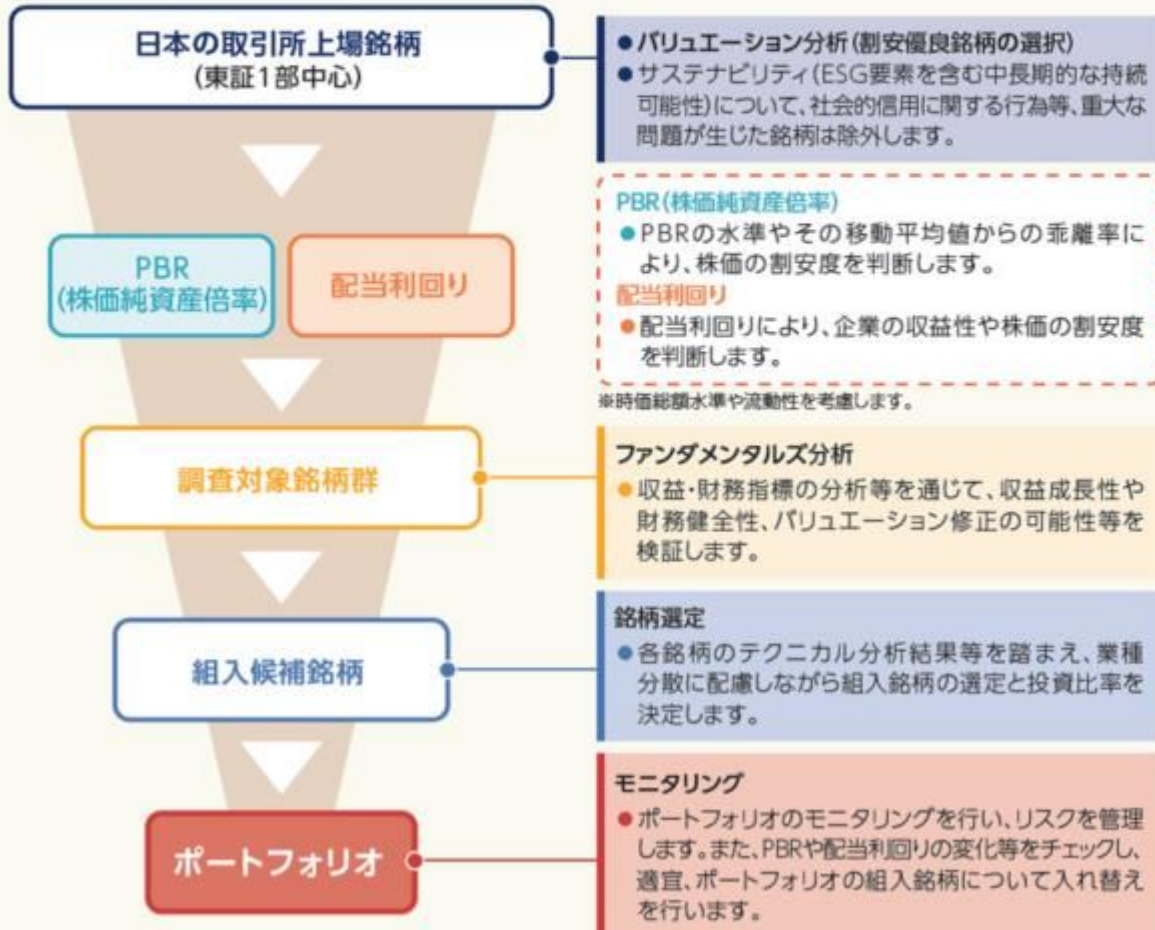 日本の取引所上場銘柄
(東証1部中心)
●バリュエーション分析(割安優良銘柄の選択)
●サステナビリティ(ESG要素を含む中長期的な持続
可能性)について、社会的信用に関する行為等、重大な
問題が生じた銘柄は除外します。
PBR
(株価純資産倍率)
配当利回り
PBR(株価純資産倍率)
●PBRの水準やその移動平均値からの乖離率に
より、株価の割安度を判断します。
配当利回り
●配当利回りにより、企業の収益性や株価の割安度
を判断します。
※時価総額水準や流動性を考慮します。
調査対象銘柄群
ファンダメンタルズ分析
●収益・財務指標の分析等を通じて、収益成長性や
財務健全性、バリュエーション修正の可能性等を
検証します。
組入候補銘柄
銘柄選定
●各銘柄のテクニカル分析結果等を踏まえ、業種
分散に配慮しながら組入銘柄の選定と投資比率を
決定します。
ポートフォリオ
モニタリング
●ポートフォリオのモニタリングを行い、リスクを管理
します。また、PBRや配当利回りの変化等をチェックし、
適宜、ポートフォリオの組入銘柄について入れ替え
を行います。